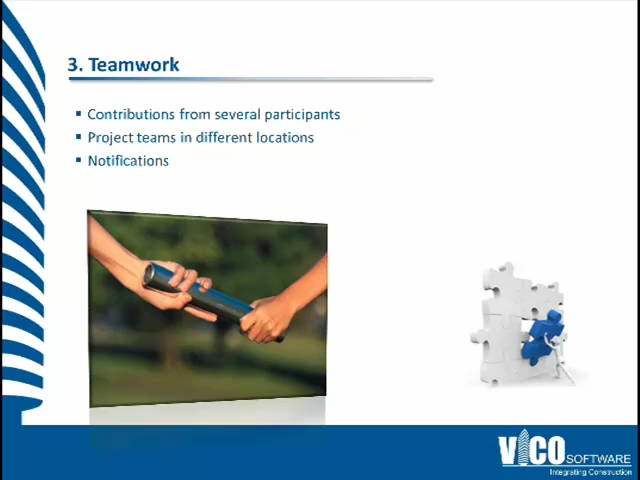 3. Teamwork
Contributions from several participants
Project teams in different locations
Notifications
VICO SOFTWARE
Integrating Construction